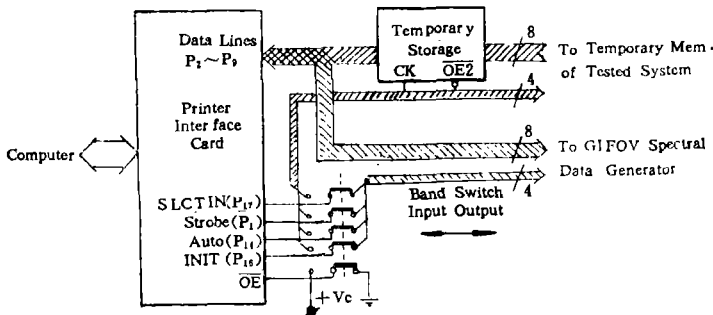 Data Lines
P₂～P₉
Printer
Interface
Card
Computer
SLCTIN(P₁₇)
Strobe(P₁)
Auto(P₁₄)
INIT (P₁₆)
OE
+Vc
Temporary
Storage
CK OE2
8
To Temporary Mem.
of Tested System
4
8
To GIFOV Spectral
Data Generator
4
Band Switch
Input Output